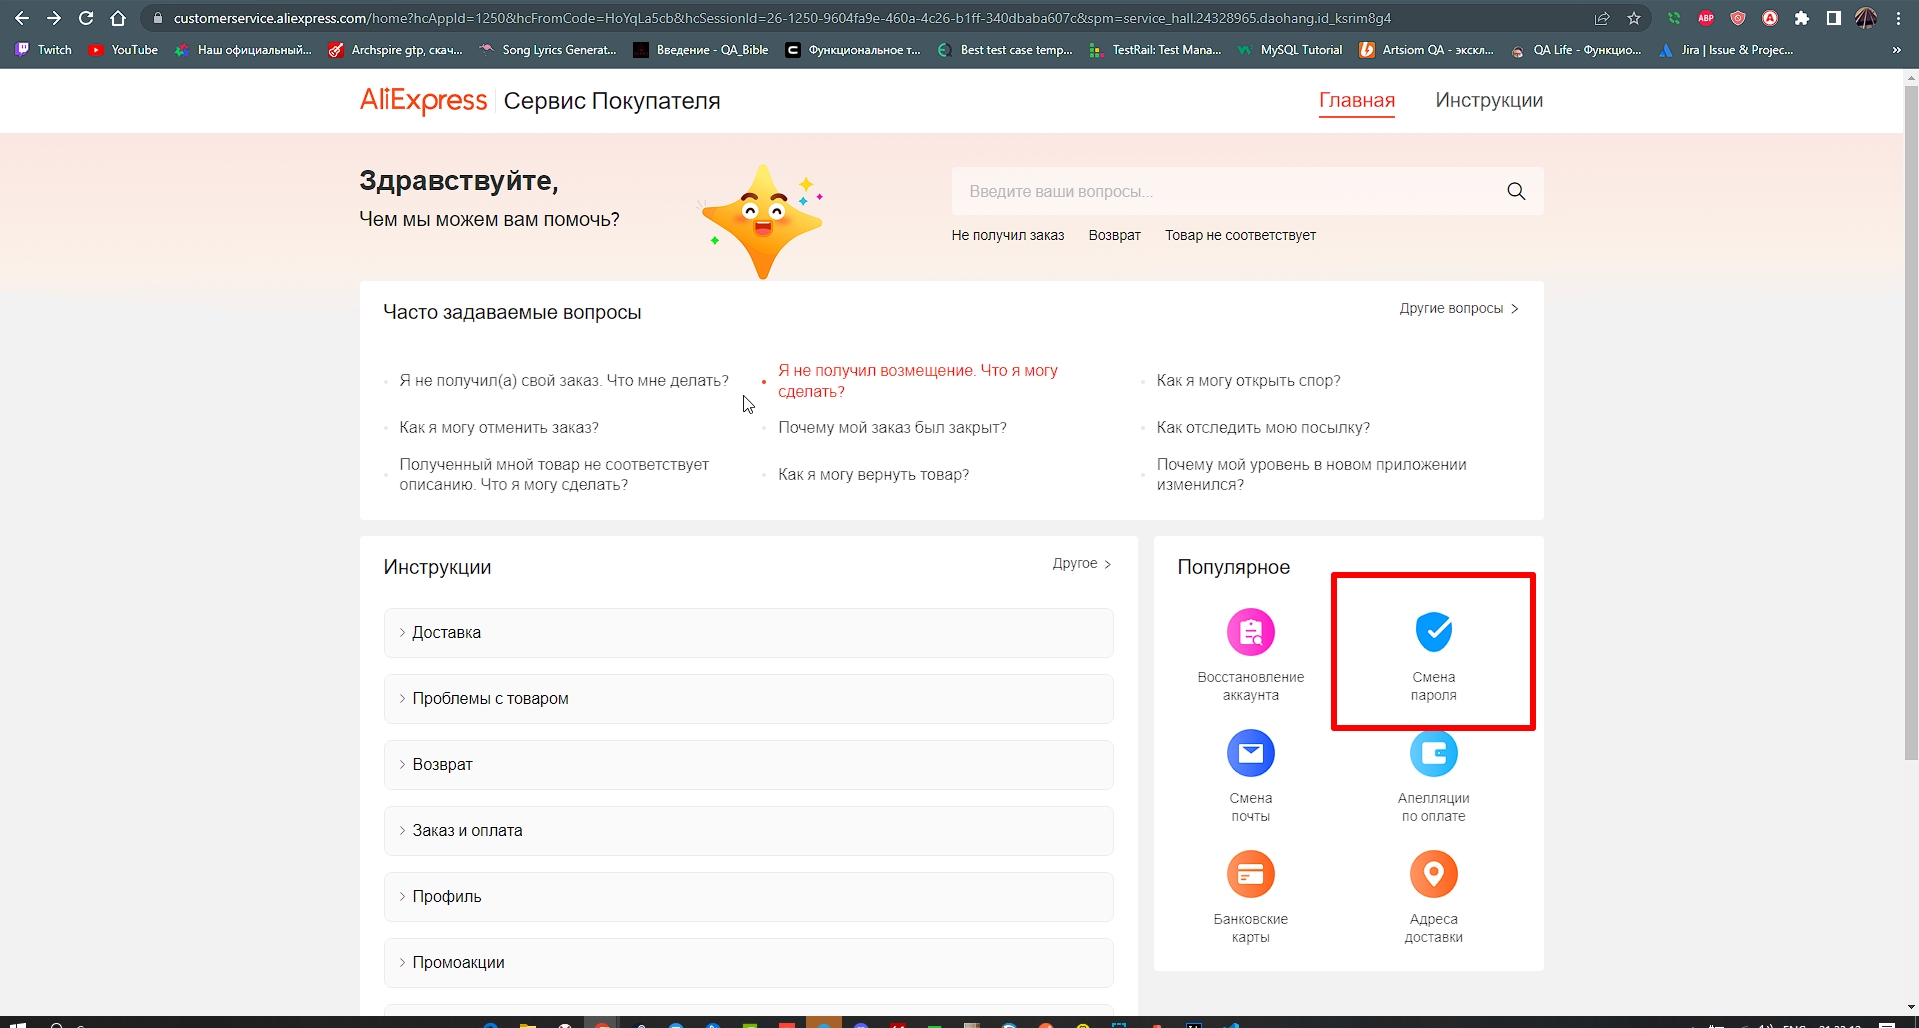 customerservice.aliexpress.com/home?hcAppId=1250&hcFromCode=HoYqLa5cb&hcSessionId=26-1250-9604fa9e-460a-4c26-b1ff-340dbaba607c&spm=service_hall.24328965.daohang.id_ksrim8g4
ABP
Twitch YouTube Наш официальный... Archspire gtp, скач... Song Lyrics Generat... Введение - QA_Bible Функциональное т... Best test case temp... TestRail: Test Mana... MySQL Tutorial Artsiom QA - экскл... QA Life - Функцио... Jira | Issue & Projec... »
AliExpress Сервис Покупателя Главная Инструкции
Здравствуйте,
Чем мы можем вам помочь?
Введите ваши вопросы...
Не получил заказ Возврат Товар не соответствует
Часто задаваемые вопросы Другие вопросы >
Я не получил(а) свой заказ. Что мне делать?
Я не получил возмещение. Что я могу
сделать?
Как я могу открыть спор?
Как я могу отменить заказ?
Почему мой заказ был закрыт?
Как отследить мою посылку?
Полученный мной товар не соответствует
описанию. Что я могу сделать?
Как я могу вернуть товар?
Почему мой уровень в новом приложении
изменился?
Инструкции Другое >
Доставка
Проблемы с товаром
Возврат
Заказ и оплата
Профиль
Промоакции
Популярное
Восстановление
аккаунта
Смена
пароля
Смена
почты
Апелляции
по оплате
Банковские
карты
Адреса
доставки